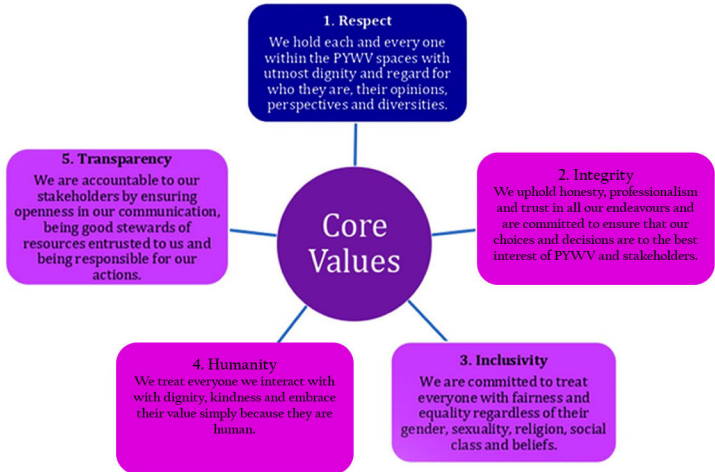 1. Respect
We hold each and every one
within the PYWV spaces with
utmost dignity and regard for
who they are, their opinions,
perspectives and diversities.
2. Integrity
We uphold honesty, professionalism
and trust in all our endeavours and
are committed to ensure that our
choices and decisions are to the best
interest of PYWV and stakeholders.
3. Inclusivity
We are committed to treat
everyone with fairness and
equality regardless of their
gender, sexuality, religion, social
class and beliefs.
4. Humanity
We treat everyone we interact with
with dignity, kindness and embrace
their value simply because they are
human.
5. Transparency
We are accountable to our
stakeholders by ensuring
openness in our communication,
being good stewards of
resources entrusted to us and
being responsible for our
actions.
Core
Values